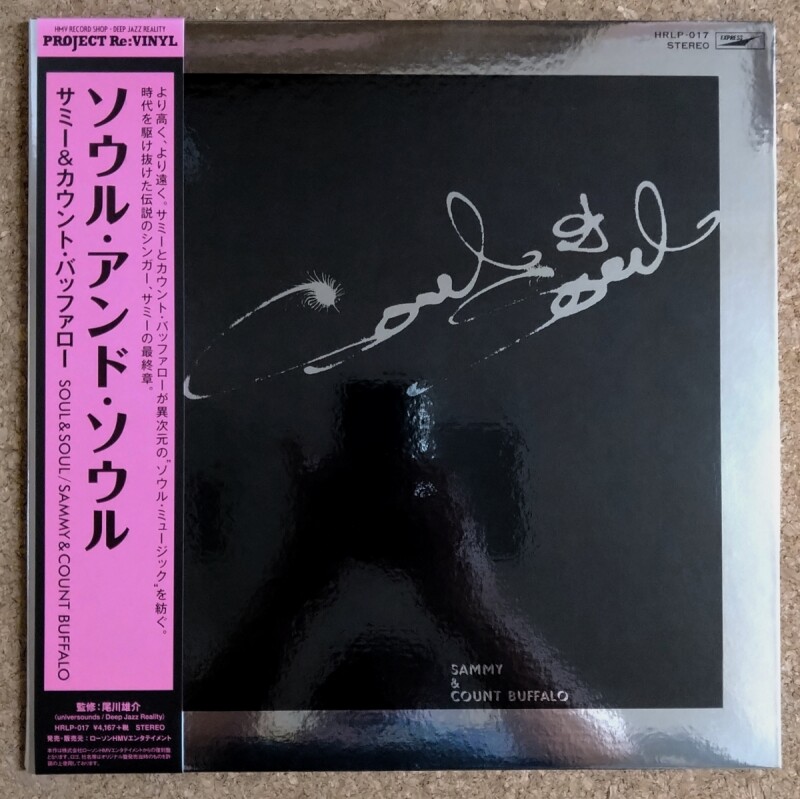 HMV RECORD SHOP - DEEP JAZZ REALITY
PROJECT Re:VINYL
より高く、より遠く。サミーとカウント・バッファローが異次元の“ソウル・ミュージック”を紡ぐ。
時代を駆け抜けた伝説のシンガー、サミーの最終章。
ソウル・アンド・ソウル
サミー&カウント・バッファロー SOUL&SOUL/SAMMY&COUNT BUFFALO
監修:尾川雄介
(universounds / Deep Jazz Reality)
HRLP-017 ¥4,167+税 STEREO
発売・販売元:ローソンHMVエンタテイメント
HRLP-017
STEREO
EXPRESS
Soul
&
Soul
SAMMY
&
COUNT BUFFALO